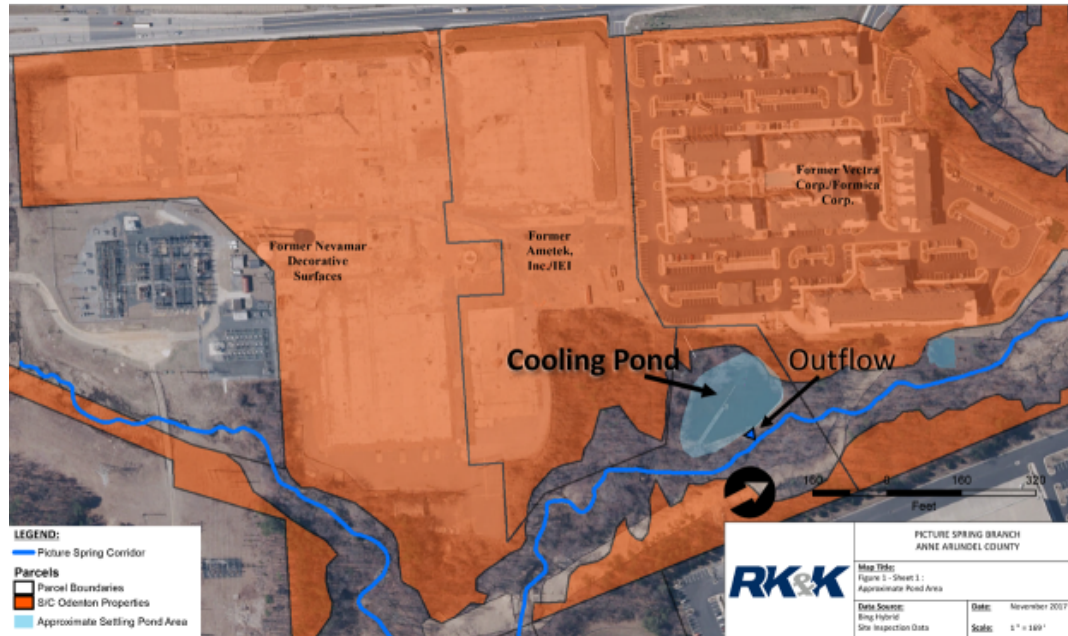 Former Vectra
Corp./Formica
Corp.
Former Nevamar
Decorative
Surfaces
Former
Ametek,
Inc./IEI
Cooling Pond
Outflow
160 0 160 320
Feet
LEGEND:
Picture Spring Corridor
Parcels
Parcel Boundaries
S/C Odenton Properties
Approximate Settling Pond Area
RK&K
PICTURE SPRING BRANCH
ANNE ARUNDEL COUNTY
Map Title:
Figure 1 - Sheet 1 :
Approximate Pond Area
Data Source:
Bing Hybrid
Site Inspection Data
Date: November 2017
Scale: 1" = 169'